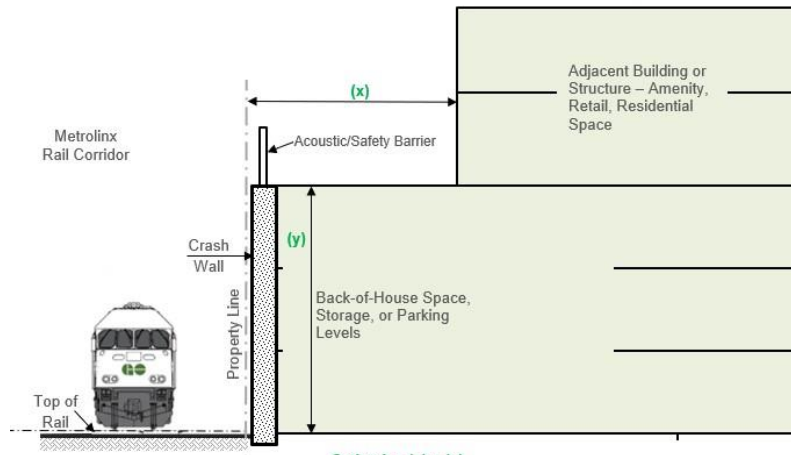 (x)
Adjacent Building or
Structure – Amenity,
Retail, Residential
Space
Metrolinx
Rail Corridor
Acoustic/Safety Barrier
(y)
Crash
Wall
Back-of-House Space,
Storage, or Parking
Levels
Property Line
GO
Top of
Rail